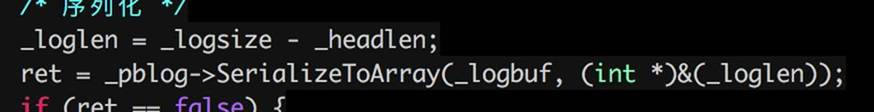 /* 序列化 */
_loglen = _logsize - _headlen;
ret = _pblog->SerializeToArray(_logbuf, (int *)&(_loglen));
if (ret == false) {